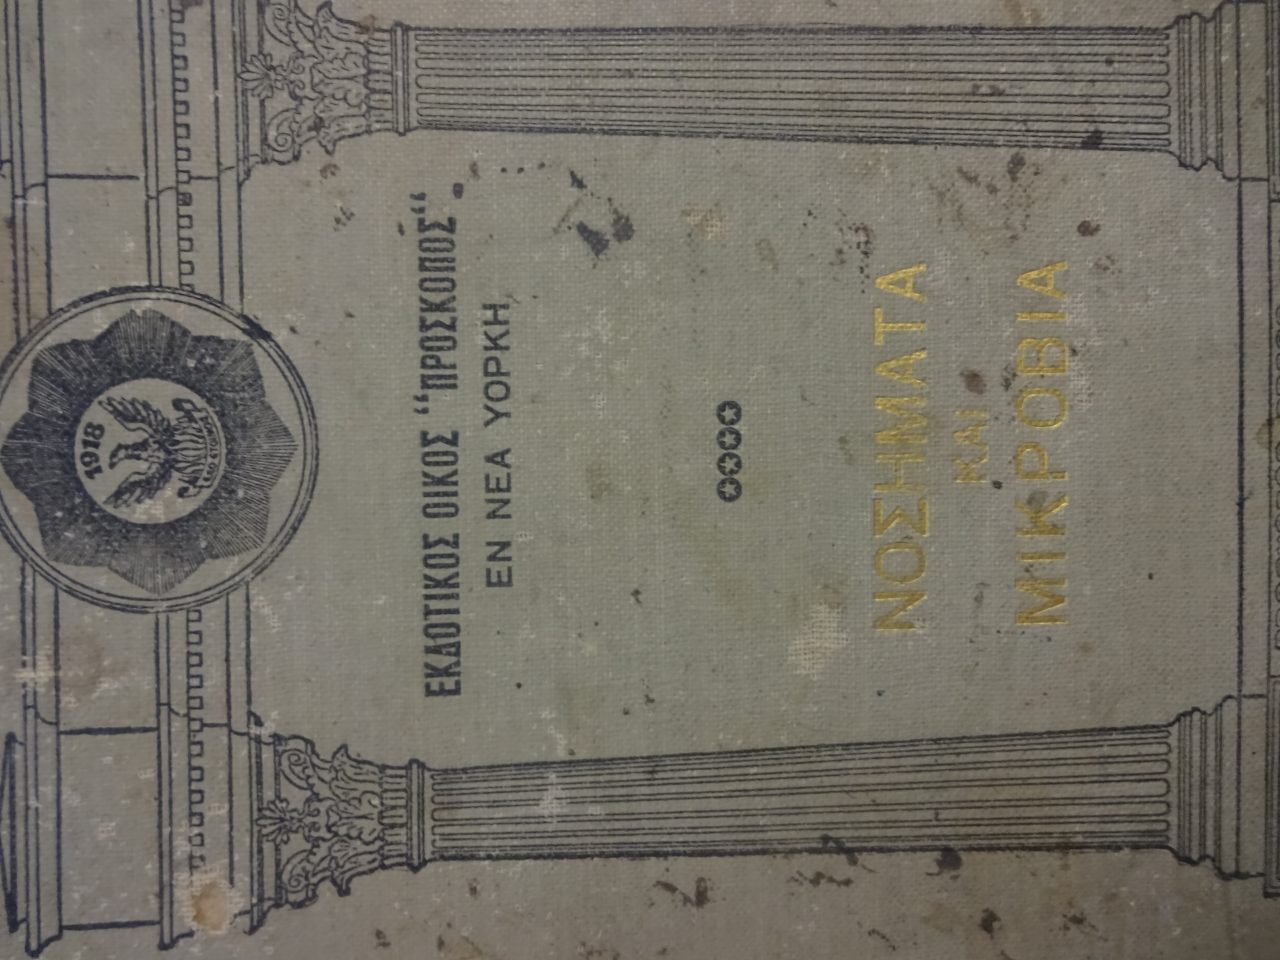 1918
ΕΚΔΟΤΙΚΟΣ ΟΙΚΟΣ “ΠΡΟΣΚΟΠΟΣ“
ΕΝ ΝΕΑ ΥΟΡΚΗ
ΝΟΣΗΜΑΤΑ
ΚΑΙ
ΜΙΚΡΟΒΙΑ